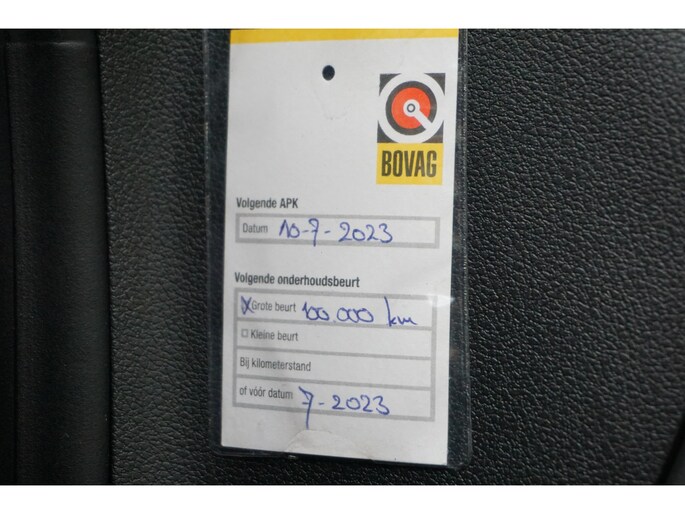 BOVAG
Volgende APK
Datum 10-7-2023
Volgende onderhoudsbeurt
Grote beurt 100.000 km
Kleine beurt
Bij kilometerstand
of vóór datum 7-2023